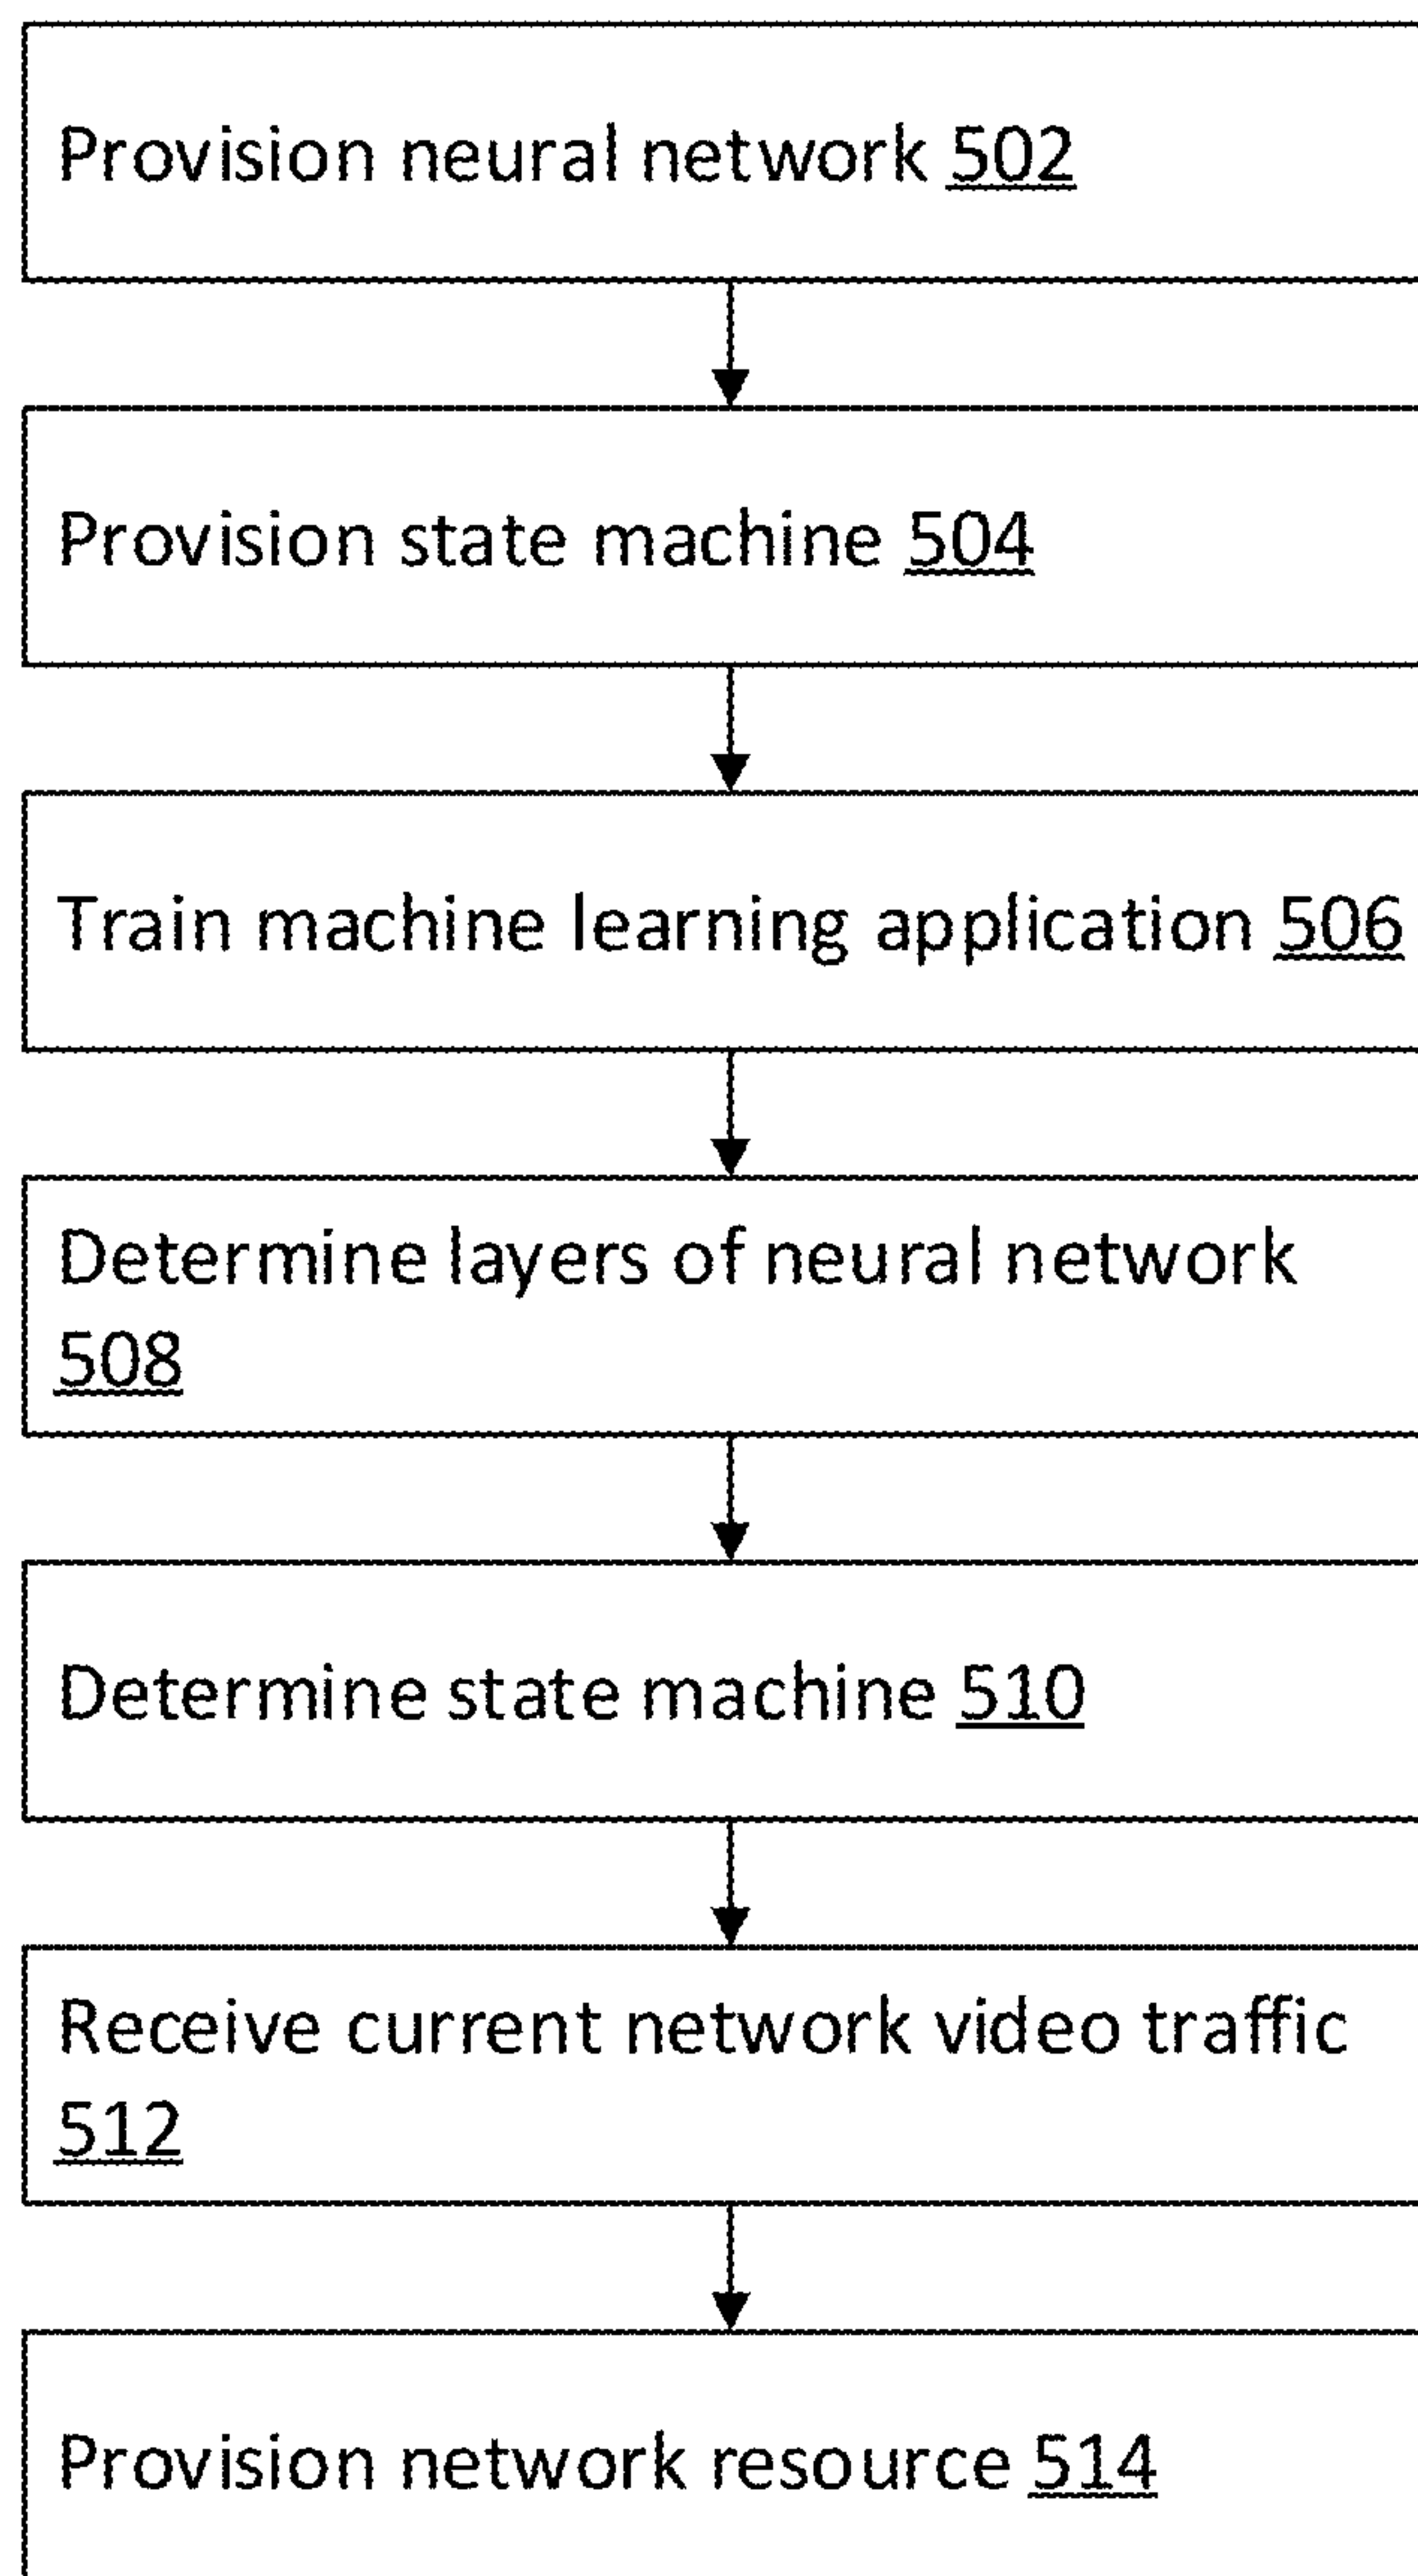 Provision neural network 502
Provision state machine 504
Train machine learning application 506
Determine layers of neural network
508
Determine state machine 510
Receive current network video traffic
512
Provision network resource 514